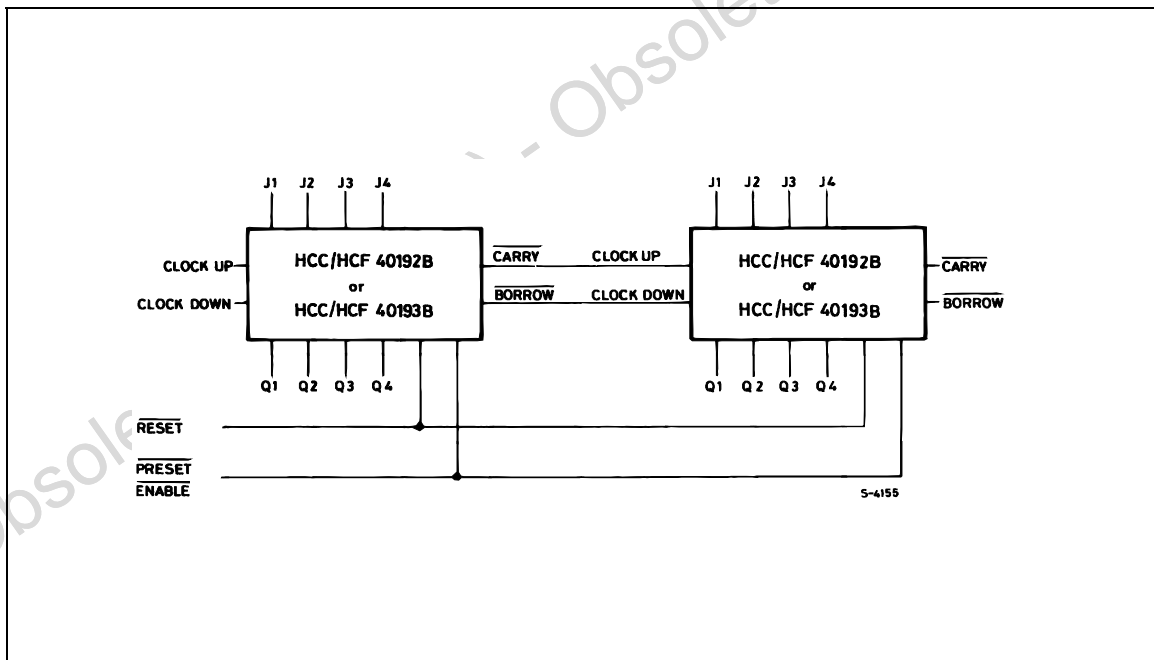 - Obsolete
J1 J2 J3 J4
J1 J2 J3 J4
HCC/HCF 40192B
or
HCC/HCF 40193B
CLOCK UP
CLOCK DOWN
CARRY
BORROW
CLOCK UP
CLOCK DOWN
HCC/HCF 40192B
or
HCC/HCF 40193B
CARRY
BORROW
Q1 Q2 Q3 Q4
Q1 Q2 Q3 Q4
RESET
PRESET
ENABLE
S-4155